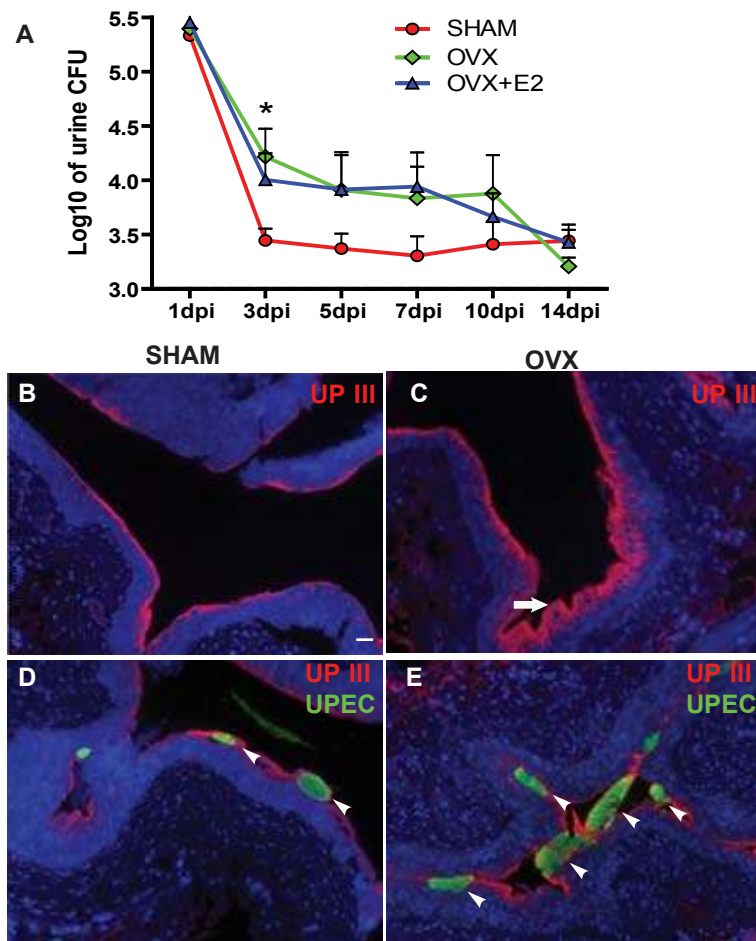 A
Log10 of urine CFU
5.5
5.0
4.5
4.0
3.5
3.0
*
SHAM
OVX
OVX+E2
1dpi 3dpi 5dpi 7dpi 10dpi 14dpi
SHAM OVX
B UP III
C UP III
D UP III
UPEC
E UP III
UPEC